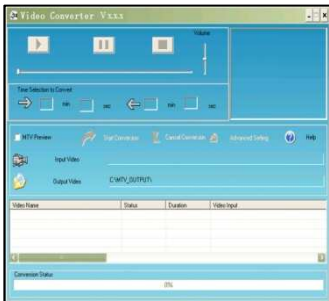 Video Converter Vxxx
Volume
Time Selection to Convert
min sec min sec
MTV Preview Start Conversion Cancel Conversion Advanced Setting Help
Input Video
Output Video C:\MTV_OUTPUT\
Video Name Status Duration Video Input
Conversion Status
0%